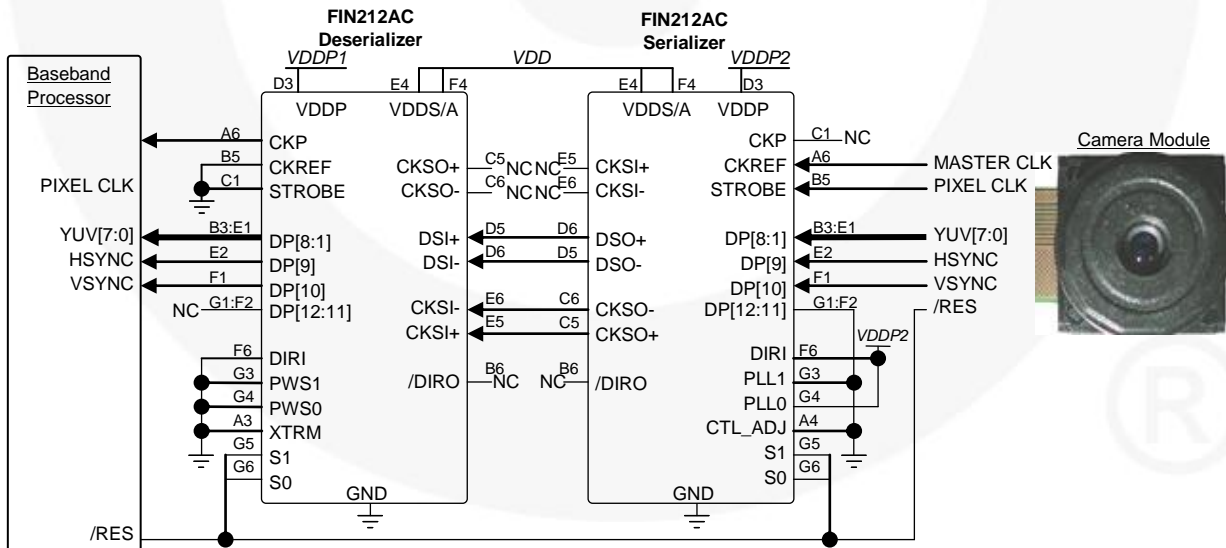 FIN212AC
Deserializer
FIN212AC
Serializer
VDDP1
VDD
VDDP2
D3
E4
F4
E4
F4
D3
Baseband
Processor
VDDP
VDDS/A
VDDS/A
VDDP
Camera Module
A6
CKP
CKP
C1
NC
B5
CKREF
CKSO+
C5
NC
NC
E5
CKSI+
CKREF
A6
MASTER CLK
PIXEL CLK
C1
STROBE
CKSO-
C6
NC
NC
E6
CKSI-
STROBE
B5
PIXEL CLK
YUV[7:0]
B3:E1
DP[8:1]
DSI+
D5
D6
DSO+
DP[8:1]
B3:E1
YUV[7:0]
HSYNC
E2
DP[9]
DSI-
D6
D5
DSO-
DP[9]
E2
HSYNC
VSYNC
F1
DP[10]
CKSI-
E6
C6
CKSO-
DP[10]
F1
VSYNC
NC
G1:F2
DP[12:11]
CKSI+
E5
C5
CKSO+
DP[12:11]
G1:F2
/RES
VDDP2
F6
DIRI
DIRI
F6
G3
PWS1
/DIRO
B6
NC
NC
B6
/DIRO
PLL1
G3
G4
PWS0
PLL0
G4
A3
XTRM
CTL_ADJ
A4
G5
S1
S1
G5
G6
S0
S0
G6
GND
GND
/RES
®